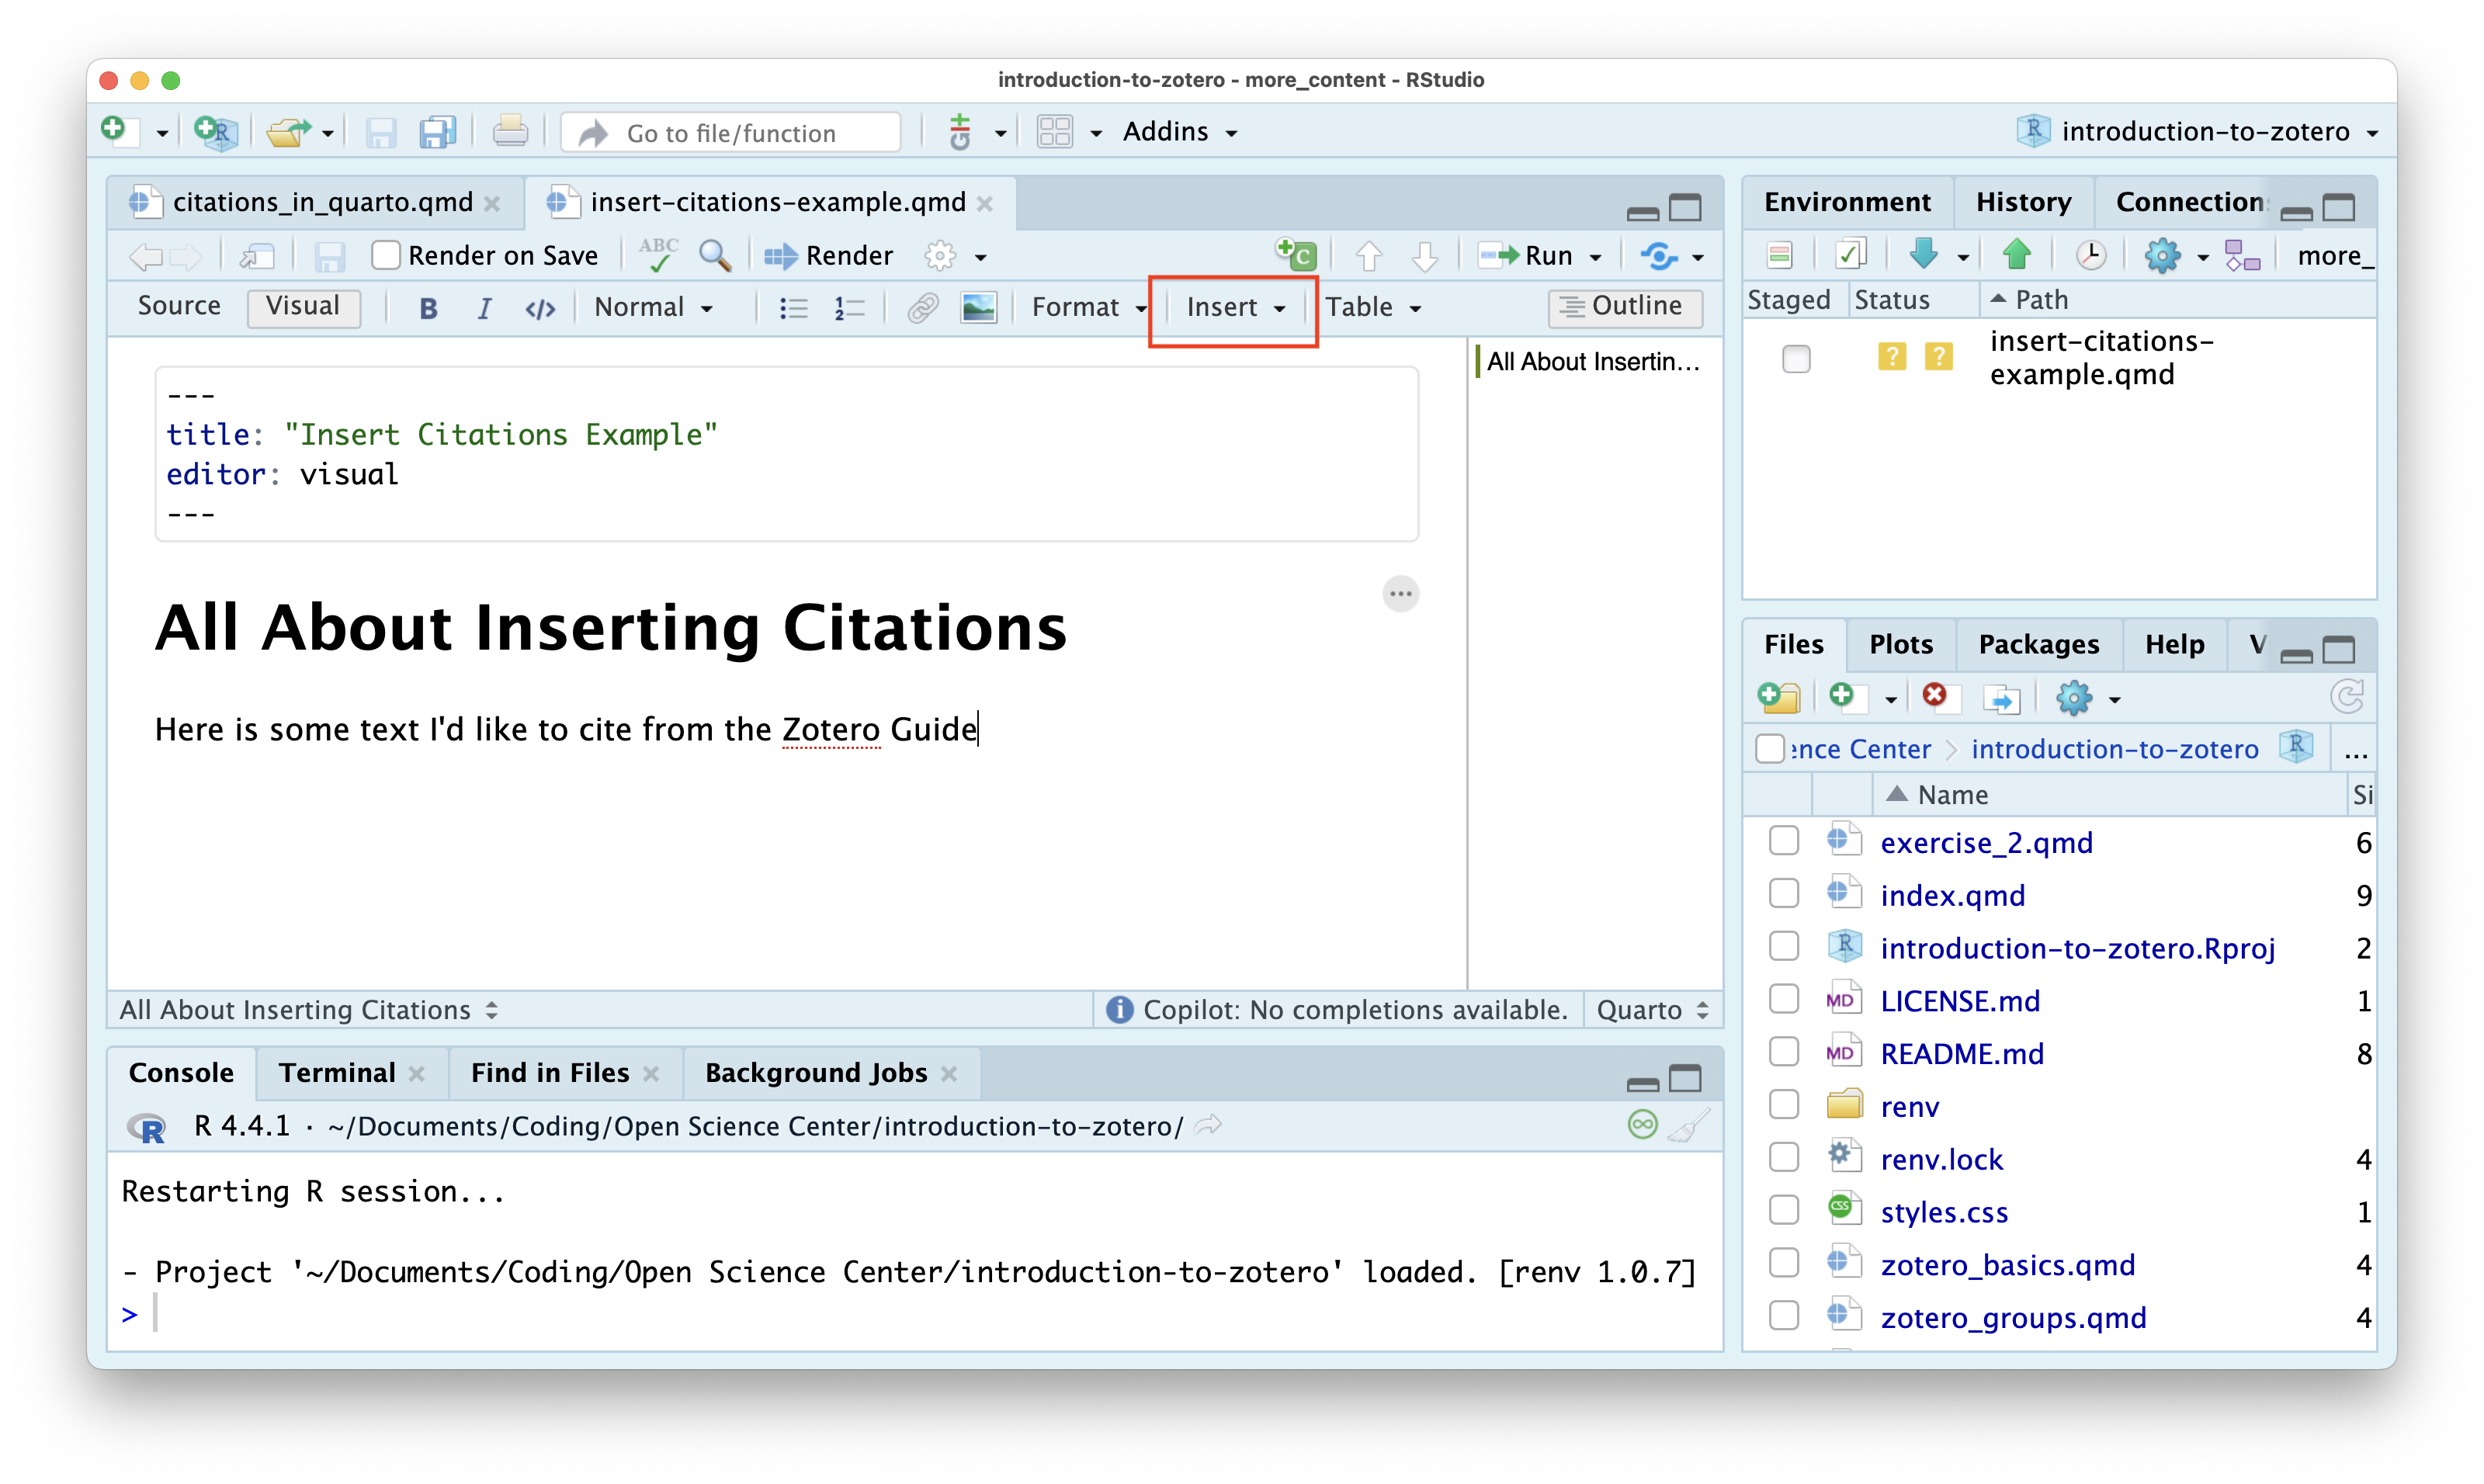 introduction-to-zotero - more_content - RStudio
Go to file/function
Addins
introduction-to-zotero
citations_in_quarto.qmd
insert-citations-example.qmd
Render on Save
ABC
Render
C
Run
Source
Visual
B
I
</>
Normal
Format
Insert
Table
Outline
---
title: "Insert Citations Example"
editor: visual
---
All About Inserting Citations
Here is some text I'd like to cite from the Zotero Guide
All About Insertin...
All About Inserting Citations
Copilot: No completions available.
Quarto
Console
Terminal
Find in Files
Background Jobs
R 4.4.1 · ~/Documents/Coding/Open Science Center/introduction-to-zotero/
Restarting R session...
- Project '~/Documents/Coding/Open Science Center/introduction-to-zotero' loaded. [renv 1.0.7]
>
Environment
History
Connection
more_
Staged
Status
Path
? ?
insert-citations-
example.qmd
Files
Plots
Packages
Help
V
ence Center
introduction-to-zotero
...
Name
Si
exercise_2.qmd 6
index.qmd 9
introduction-to-zotero.Rproj 2
MD LICENSE.md 1
MD README.md 8
renv
renv.lock 4
CSS styles.css 1
zotero_basics.qmd 4
zotero_groups.qmd 4